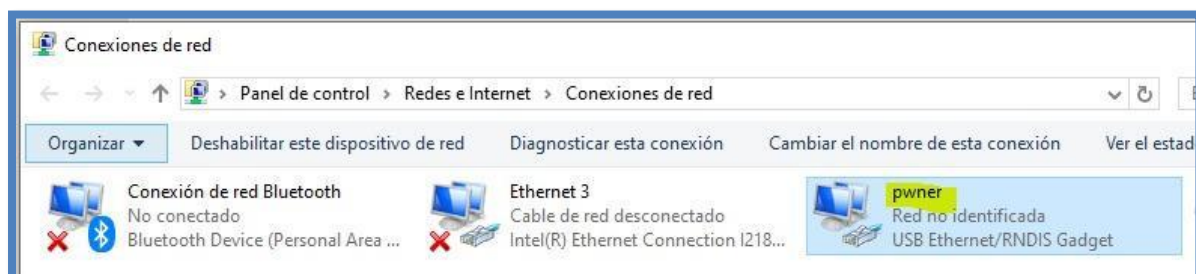 Conexiones de red
Panel de control > Redes e Internet > Conexiones de red
Organizar Deshabilitar este dispositivo de red Diagnosticar esta conexión Cambiar el nombre de esta conexión Ver el estad
Conexión de red Bluetooth
No conectado
Bluetooth Device (Personal Area ...
Ethernet 3
Cable de red desconectado
Intel(R) Ethernet Connection I218...
pwner
Red no identificada
USB Ethernet/RNDIS Gadget